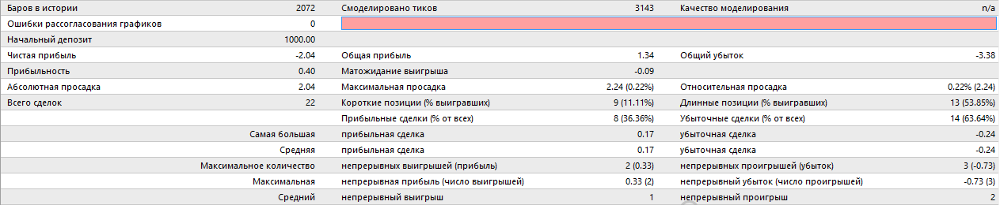 Баров в истории 2072 Смоделировано тиков 3143 Качество моделирования n/a
Ошибки рассогласования графиков 0
Начальный депозит 1000.00
Чистая прибыль -2.04 Общая прибыль 1.34 Общий убыток -3.38
Прибыльность 0.40 Матожидание выигрыша -0.09
Абсолютная просадка 2.04 Максимальная просадка 2.24 (0.22%) Относительная просадка 0.22% (2.24)
Всего сделок 22 Короткие позиции (% выигравших) 9 (11.11%) Длинные позиции (% выигравших) 13 (53.85%)
Прибыльные сделки (% от всех) 8 (36.36%) Убыточные сделки (% от всех) 14 (63.64%)
Самая большая прибыльная сделка 0.17 убыточная сделка -0.24
Средняя прибыльная сделка 0.17 убыточная сделка -0.24
Максимальное количество непрерывных выигрышей (прибыль) 2 (0.33) непрерывных проигрышей (убыток) 3 (-0.73)
Максимальная непрерывная прибыль (число выигрышей) 0.33 (2) непрерывный убыток (число проигрышей) -0.73 (3)
Средний непрерывный выигрыш 1 непрерывный проигрыш 2